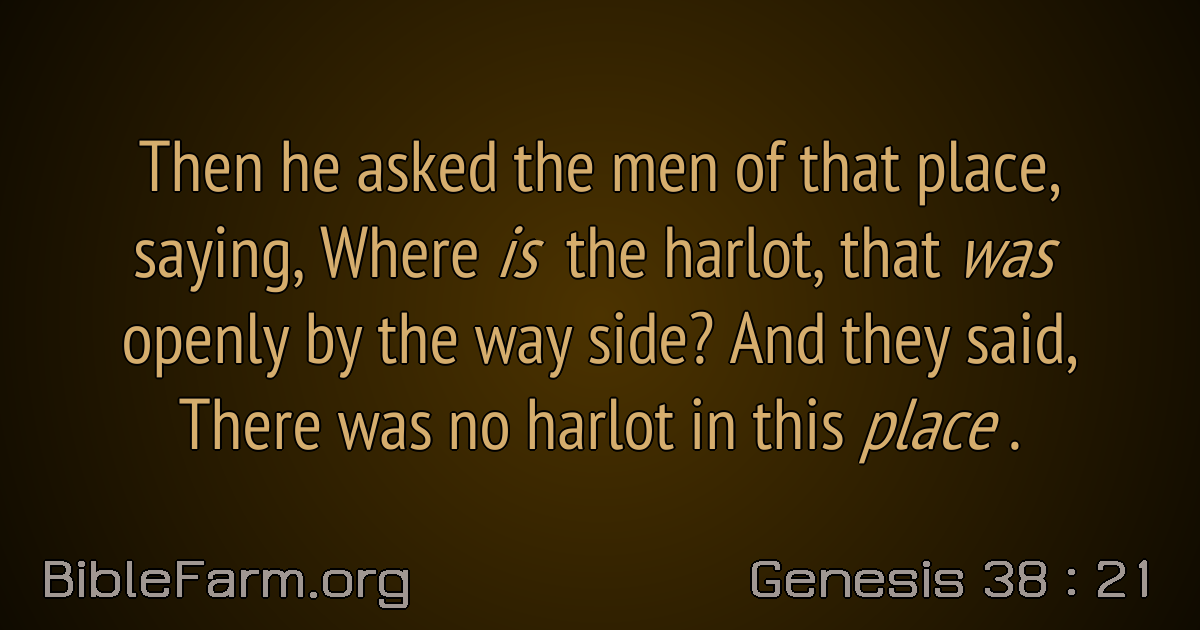 Then he asked the men of that place,
saying, Where is the harlot, that was
openly by the way side? And they said,
There was no harlot in this place .
BibleFarm.org
Genesis 38 : 21